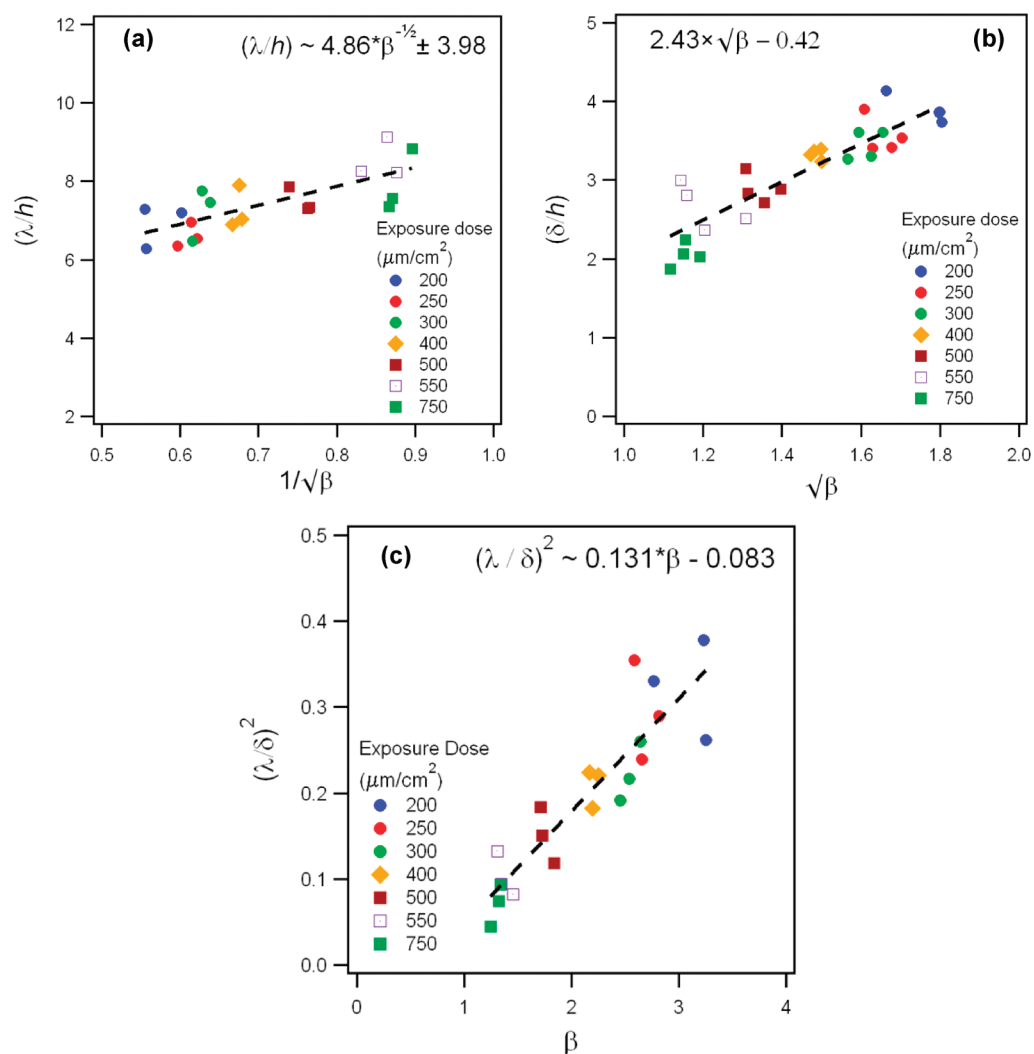 (a)
(λ/h) ~ 4.86*β^-½ ± 3.98
12
10
8
6
4
2
(λ/h)
Exposure dose
(μm/cm²)
200
250
300
400
500
550
750
0.5 0.6 0.7 0.8 0.9 1.0
1/√β
2.43×√β − 0.42
(b)
5
4
3
2
1
0
(δ/h)
Exposure dose
(μm/cm²)
200
250
300
400
500
550
750
1.0 1.2 1.4 1.6 1.8 2.0
√β
(c)
(λ / δ)² ~ 0.131*β - 0.083
0.5
0.4
0.3
0.2
0.1
0.0
(λ/δ)²
Exposure Dose
(μm/cm²)
200
250
300
400
500
550
750
0 1 2 3 4
β